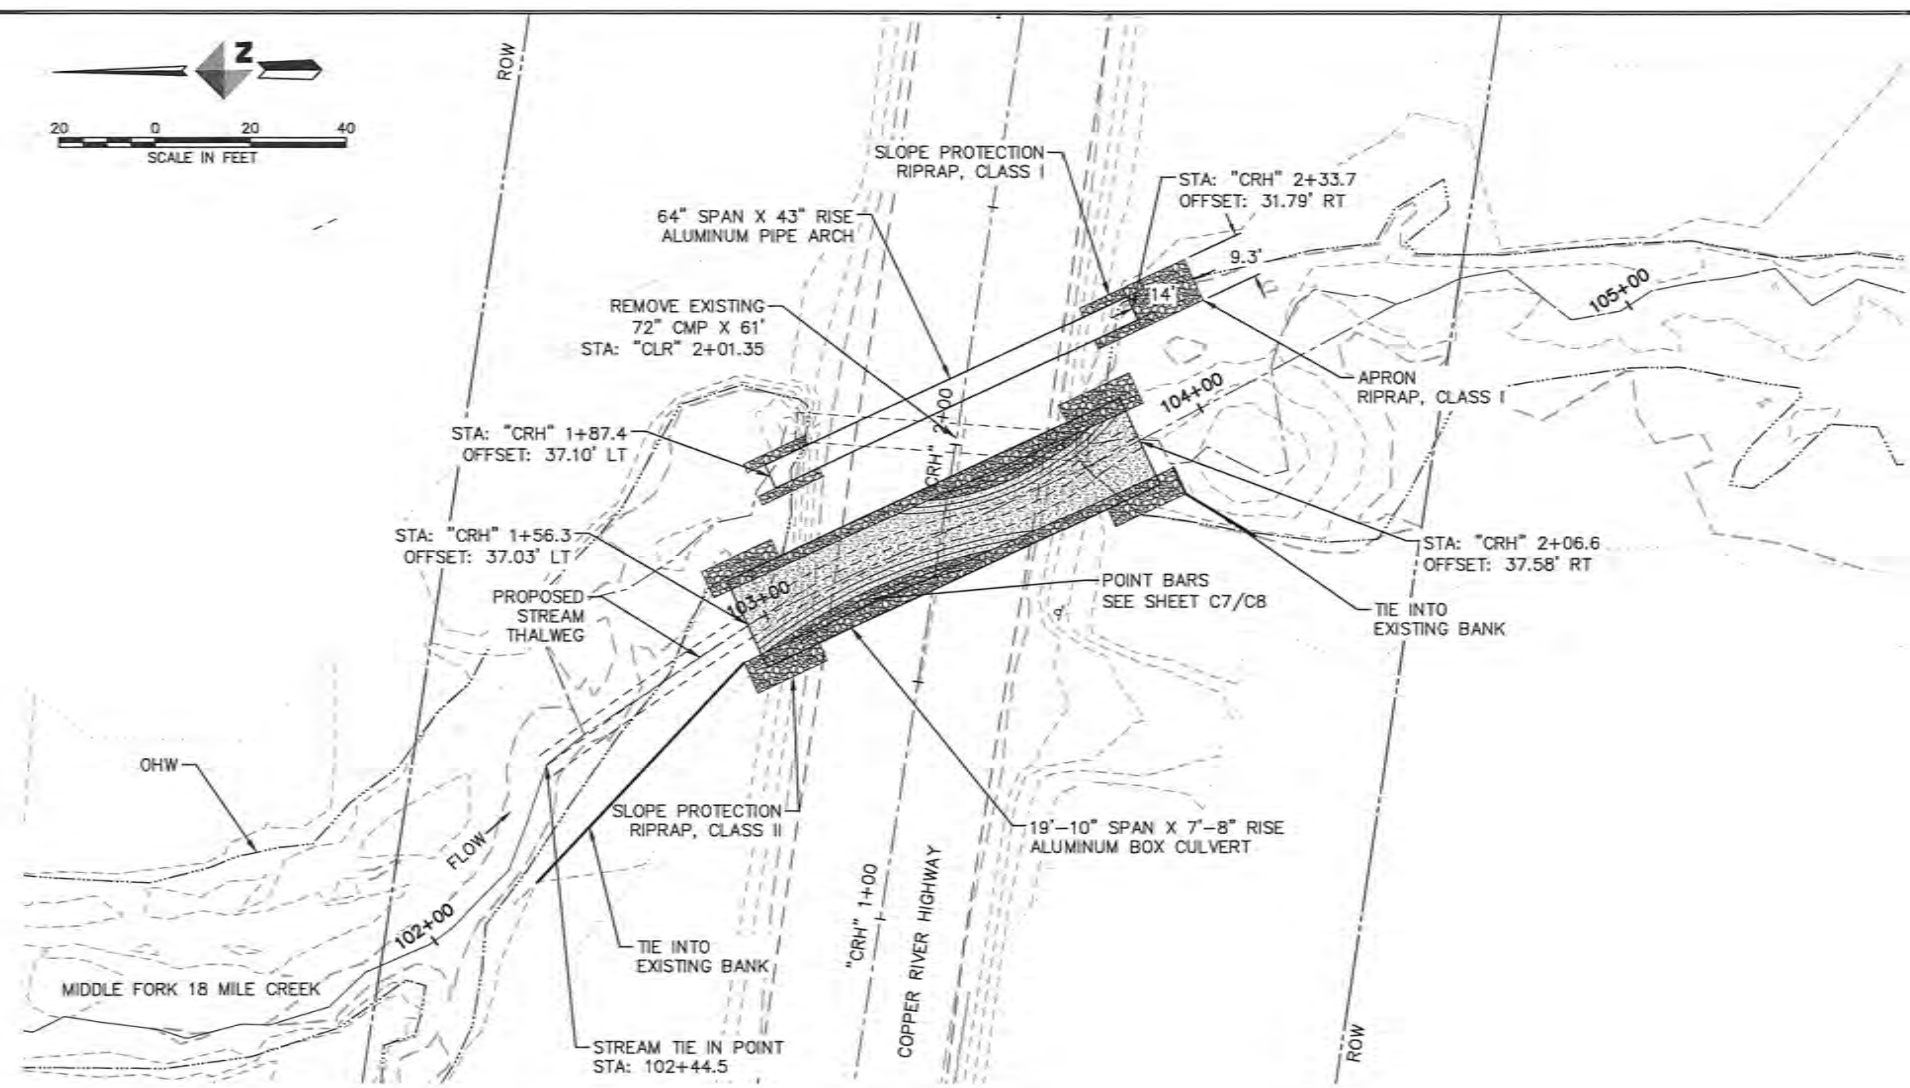 Z
20 0 20 40
SCALE IN FEET
ROW
SLOPE PROTECTION
RIPRAP, CLASS I
STA: "CRH" 2+33.7
OFFSET: 31.79' RT
64" SPAN X 43" RISE
ALUMINUM PIPE ARCH
9.3'
14'
105+00
REMOVE EXISTING
72" CMP X 61'
STA: "CLR" 2+01.35
104+00
APRON
RIPRAP, CLASS I
"CRH" 2+00
STA: "CRH" 1+87.4
OFFSET: 37.10' LT
STA: "CRH" 1+56.3
OFFSET: 37.03' LT
STA: "CRH" 2+06.6
OFFSET: 37.58' RT
POINT BARS
SEE SHEET C7/C8
103+00
PROPOSED
STREAM
THALWEG
TIE INTO
EXISTING BANK
OHW
FLOW
SLOPE PROTECTION
RIPRAP, CLASS II
19'-10" SPAN X 7'-8" RISE
ALUMINUM BOX CULVERT
"CRH" 1+00
COPPER RIVER HIGHWAY
102+00
TIE INTO
EXISTING BANK
MIDDLE FORK 18 MILE CREEK
STREAM TIE IN POINT
STA: 102+44.5
ROW